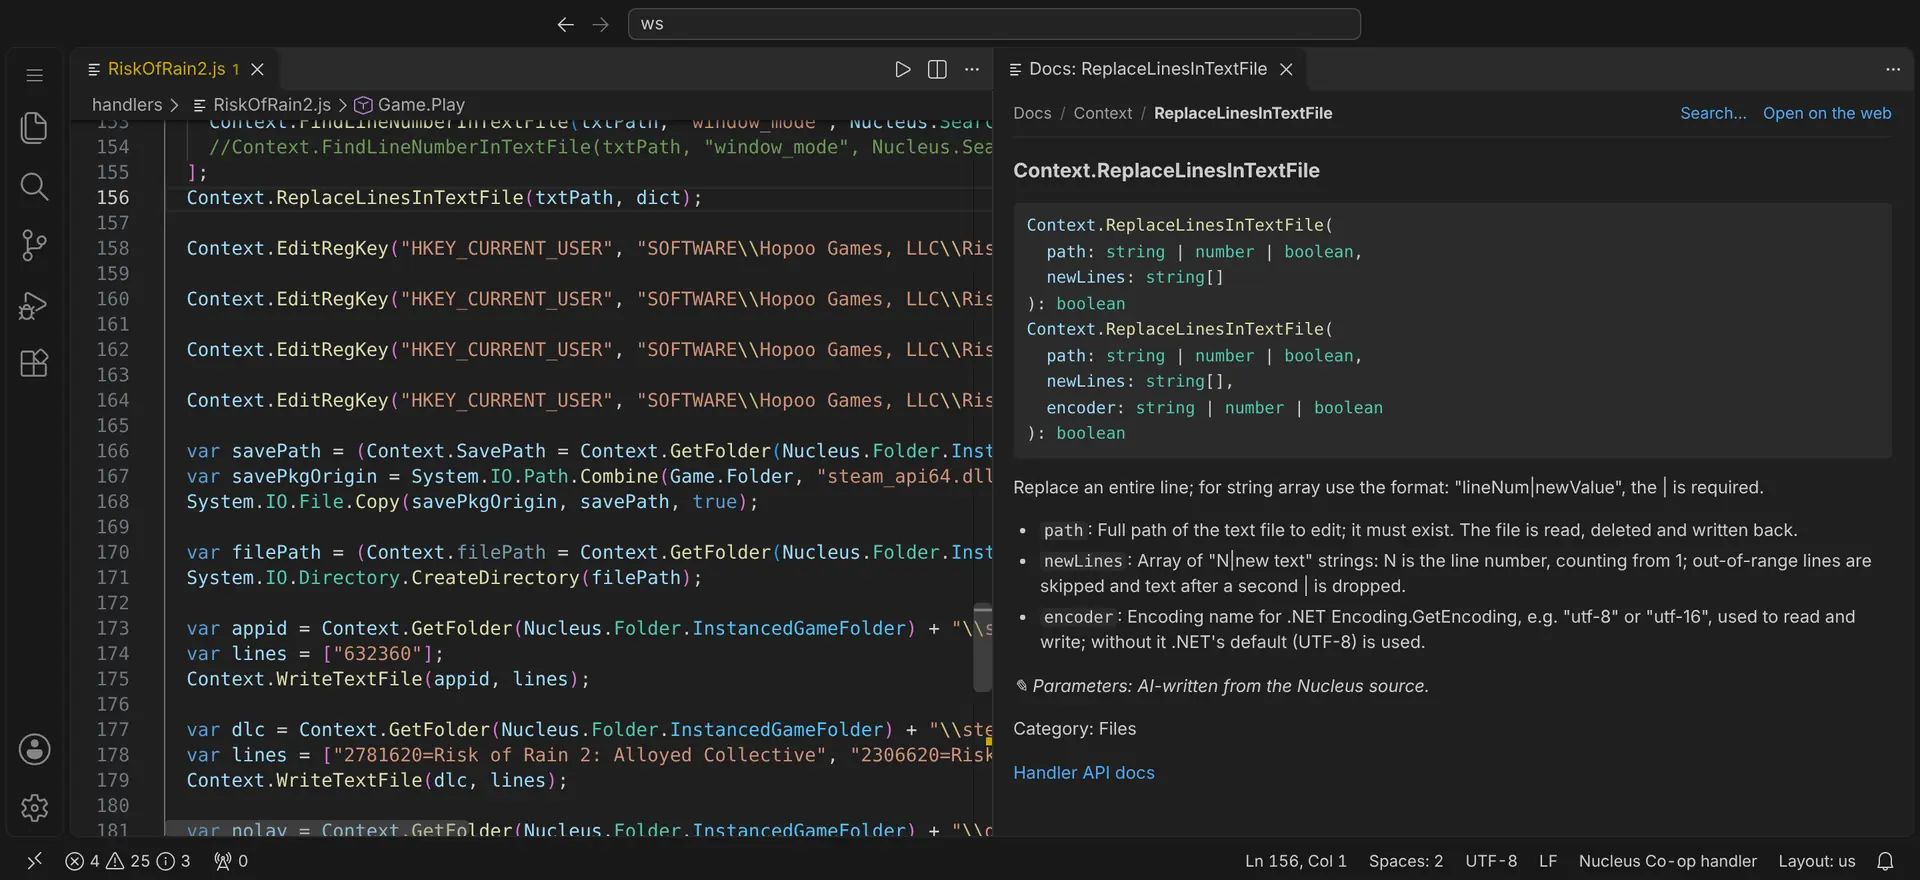 ws
RiskOfRain2.js 1
handlers > RiskOfRain2.js > Game.Play
153 Context.FindLineNumberInTextFile(txtPath, "window_mode", Nucleus.Searc
154 //Context.FindLineNumberInTextFile(txtPath, "window_mode", Nucleus.Sea
155 ];
156 Context.ReplaceLinesInTextFile(txtPath, dict);
157
158 Context.EditRegKey("HKEY_CURRENT_USER", "SOFTWARE\\Hopoo Games, LLC\\Ris
159
160 Context.EditRegKey("HKEY_CURRENT_USER", "SOFTWARE\\Hopoo Games, LLC\\Ris
161
162 Context.EditRegKey("HKEY_CURRENT_USER", "SOFTWARE\\Hopoo Games, LLC\\Ris
163
164 Context.EditRegKey("HKEY_CURRENT_USER", "SOFTWARE\\Hopoo Games, LLC\\Ris
165
166 var savePath = (Context.SavePath = Context.GetFolder(Nucleus.Folder.Inst
167 var savePkgOrigin = System.IO.Path.Combine(Game.Folder, "steam_api64.dll
168 System.IO.File.Copy(savePkgOrigin, savePath, true);
169
170 var filePath = (Context.filePath = Context.GetFolder(Nucleus.Folder.Inst
171 System.IO.Directory.CreateDirectory(filePath);
172
173 var appid = Context.GetFolder(Nucleus.Folder.InstancedGameFolder) + "\\s
174 var lines = ["632360"];
175 Context.WriteTextFile(appid, lines);
176
177 var dlc = Context.GetFolder(Nucleus.Folder.InstancedGameFolder) + "\\ste
178 var lines = ["2781620=Risk of Rain 2: Alloyed Collective", "2306620=Risk
179 Context.WriteTextFile(dlc, lines);
180
181 var nolay = Context.GetFolder(Nucleus.Folder.InstancedGameFolder) + "\\
Docs: ReplaceLinesInTextFile
Docs / Context / ReplaceLinesInTextFile
Search... Open on the web
Context.ReplaceLinesInTextFile
Context.ReplaceLinesInTextFile(
path: string | number | boolean,
newLines: string[]
): boolean
Context.ReplaceLinesInTextFile(
path: string | number | boolean,
newLines: string[],
encoder: string | number | boolean
): boolean
Replace an entire line; for string array use the format: "lineNum|newValue", the | is required.
• path: Full path of the text file to edit; it must exist. The file is read, deleted and written back.
• newLines: Array of "N|new text" strings: N is the line number, counting from 1; out-of-range lines are
skipped and text after a second | is dropped.
• encoder: Encoding name for .NET Encoding.GetEncoding, e.g. "utf-8" or "utf-16", used to read and
write; without it .NET's default (UTF-8) is used.
✎ Parameters: AI-written from the Nucleus source.
Category: Files
Handler API docs
4 25 3 0
Ln 156, Col 1 Spaces: 2 UTF-8 LF Nucleus Co-op handler Layout: us